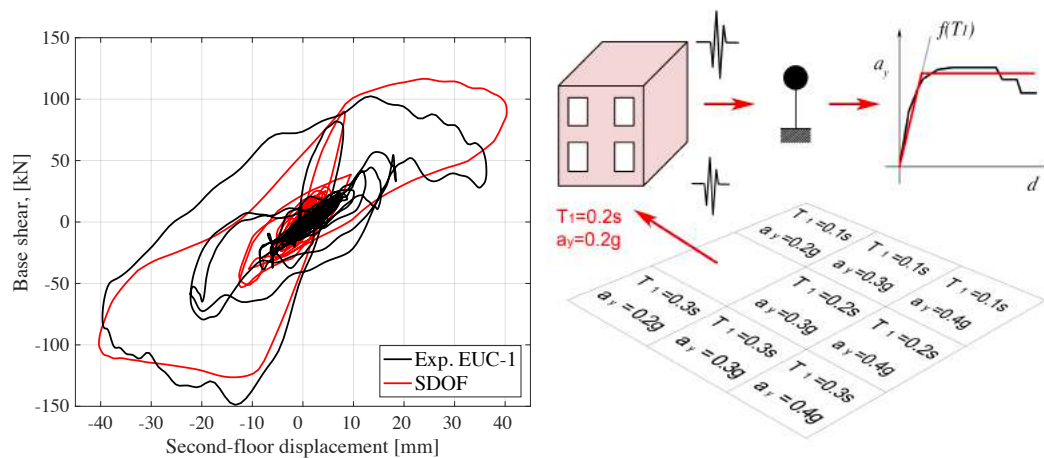 150
100
50
0
-50
-100
-150
-40
-30
-20
-10
0
10
20
30
40
Base shear, [kN]
Second-floor displacement [mm]
Exp. EUC-1
SDOF
f(T1)
ay
d
T1=0.2s
ay=0.2g
T1=0.1s
ay=0.2g
T1=0.1s
ay=0.3g
T1=0.1s
ay=0.4g
T1=0.2s
ay=0.3g
T1=0.2s
ay=0.4g
T1=0.3s
ay=0.2g
T1=0.3s
ay=0.3g
T1=0.3s
ay=0.4g